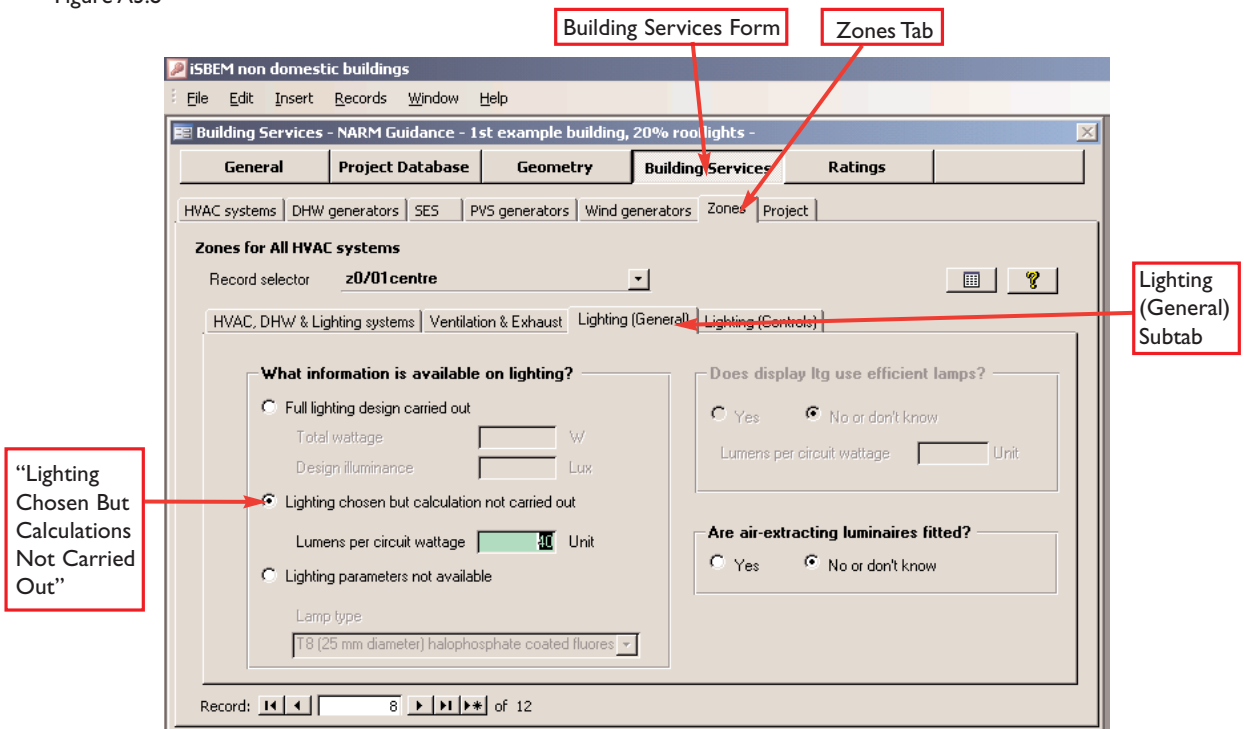 Figure A3.8
Building Services Form
Zones Tab
iSBEM non domestic buildings
File Edit Insert Records Window Help
Building Services - NARM Guidance - 1st example building, 20% rooflights -
General Project Database Geometry Building Services Ratings
HVAC systems DHW generators SES PVS generators Wind generators Zones Project
Zones for All HVAC systems
Record selector z0/01centre
HVAC, DHW & Lighting systems Ventilation & Exhaust Lighting (General) Lighting (Controls)
Lighting
(General)
Subtab
What information is available on lighting?
Full lighting design carried out
Total wattage W
Design illuminance Lux
Lighting chosen but calculation not carried out
Lumens per circuit wattage 40 Unit
Lighting parameters not available
Lamp type
T8 (25 mm diameter) halophosphate coated fluores
Does display ltg use efficient lamps?
Yes No or don't know
Lumens per circuit wattage Unit
Are air-extracting luminaires fitted?
Yes No or don't know
“Lighting
Chosen But
Calculations
Not Carried
Out”
Record: 8 of 12